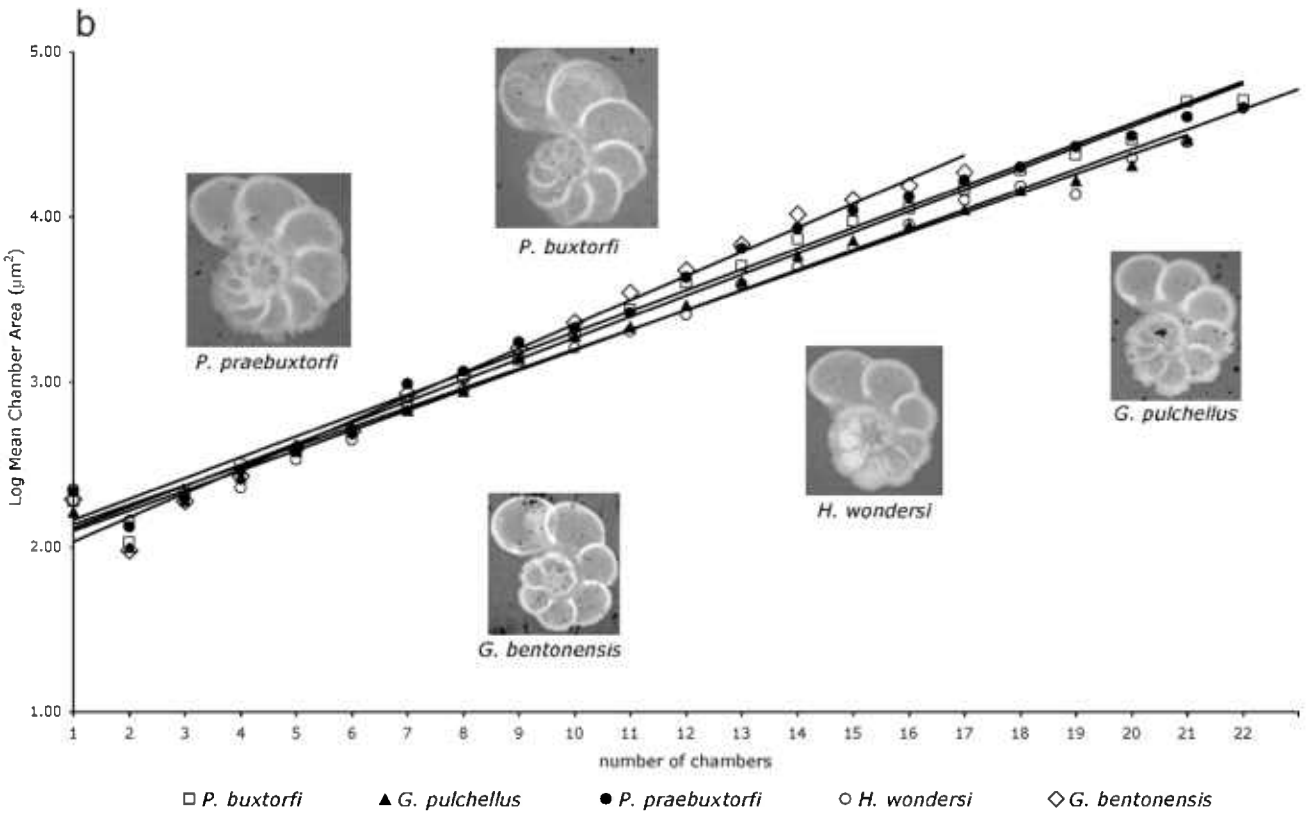 b
5.00
4.00
3.00
2.00
1.00
Log Mean Chamber Area (μm²)
P. buxtorfi
P. praebuxtorfi
G. pulchellus
H. wondersi
G. bentonensis
1 2 3 4 5 6 7 8 9 10 11 12 13 14 15 16 17 18 19 20 21 22
number of chambers
P. buxtorfi G. pulchellus P. praebuxtorfi H. wondersi G. bentonensis